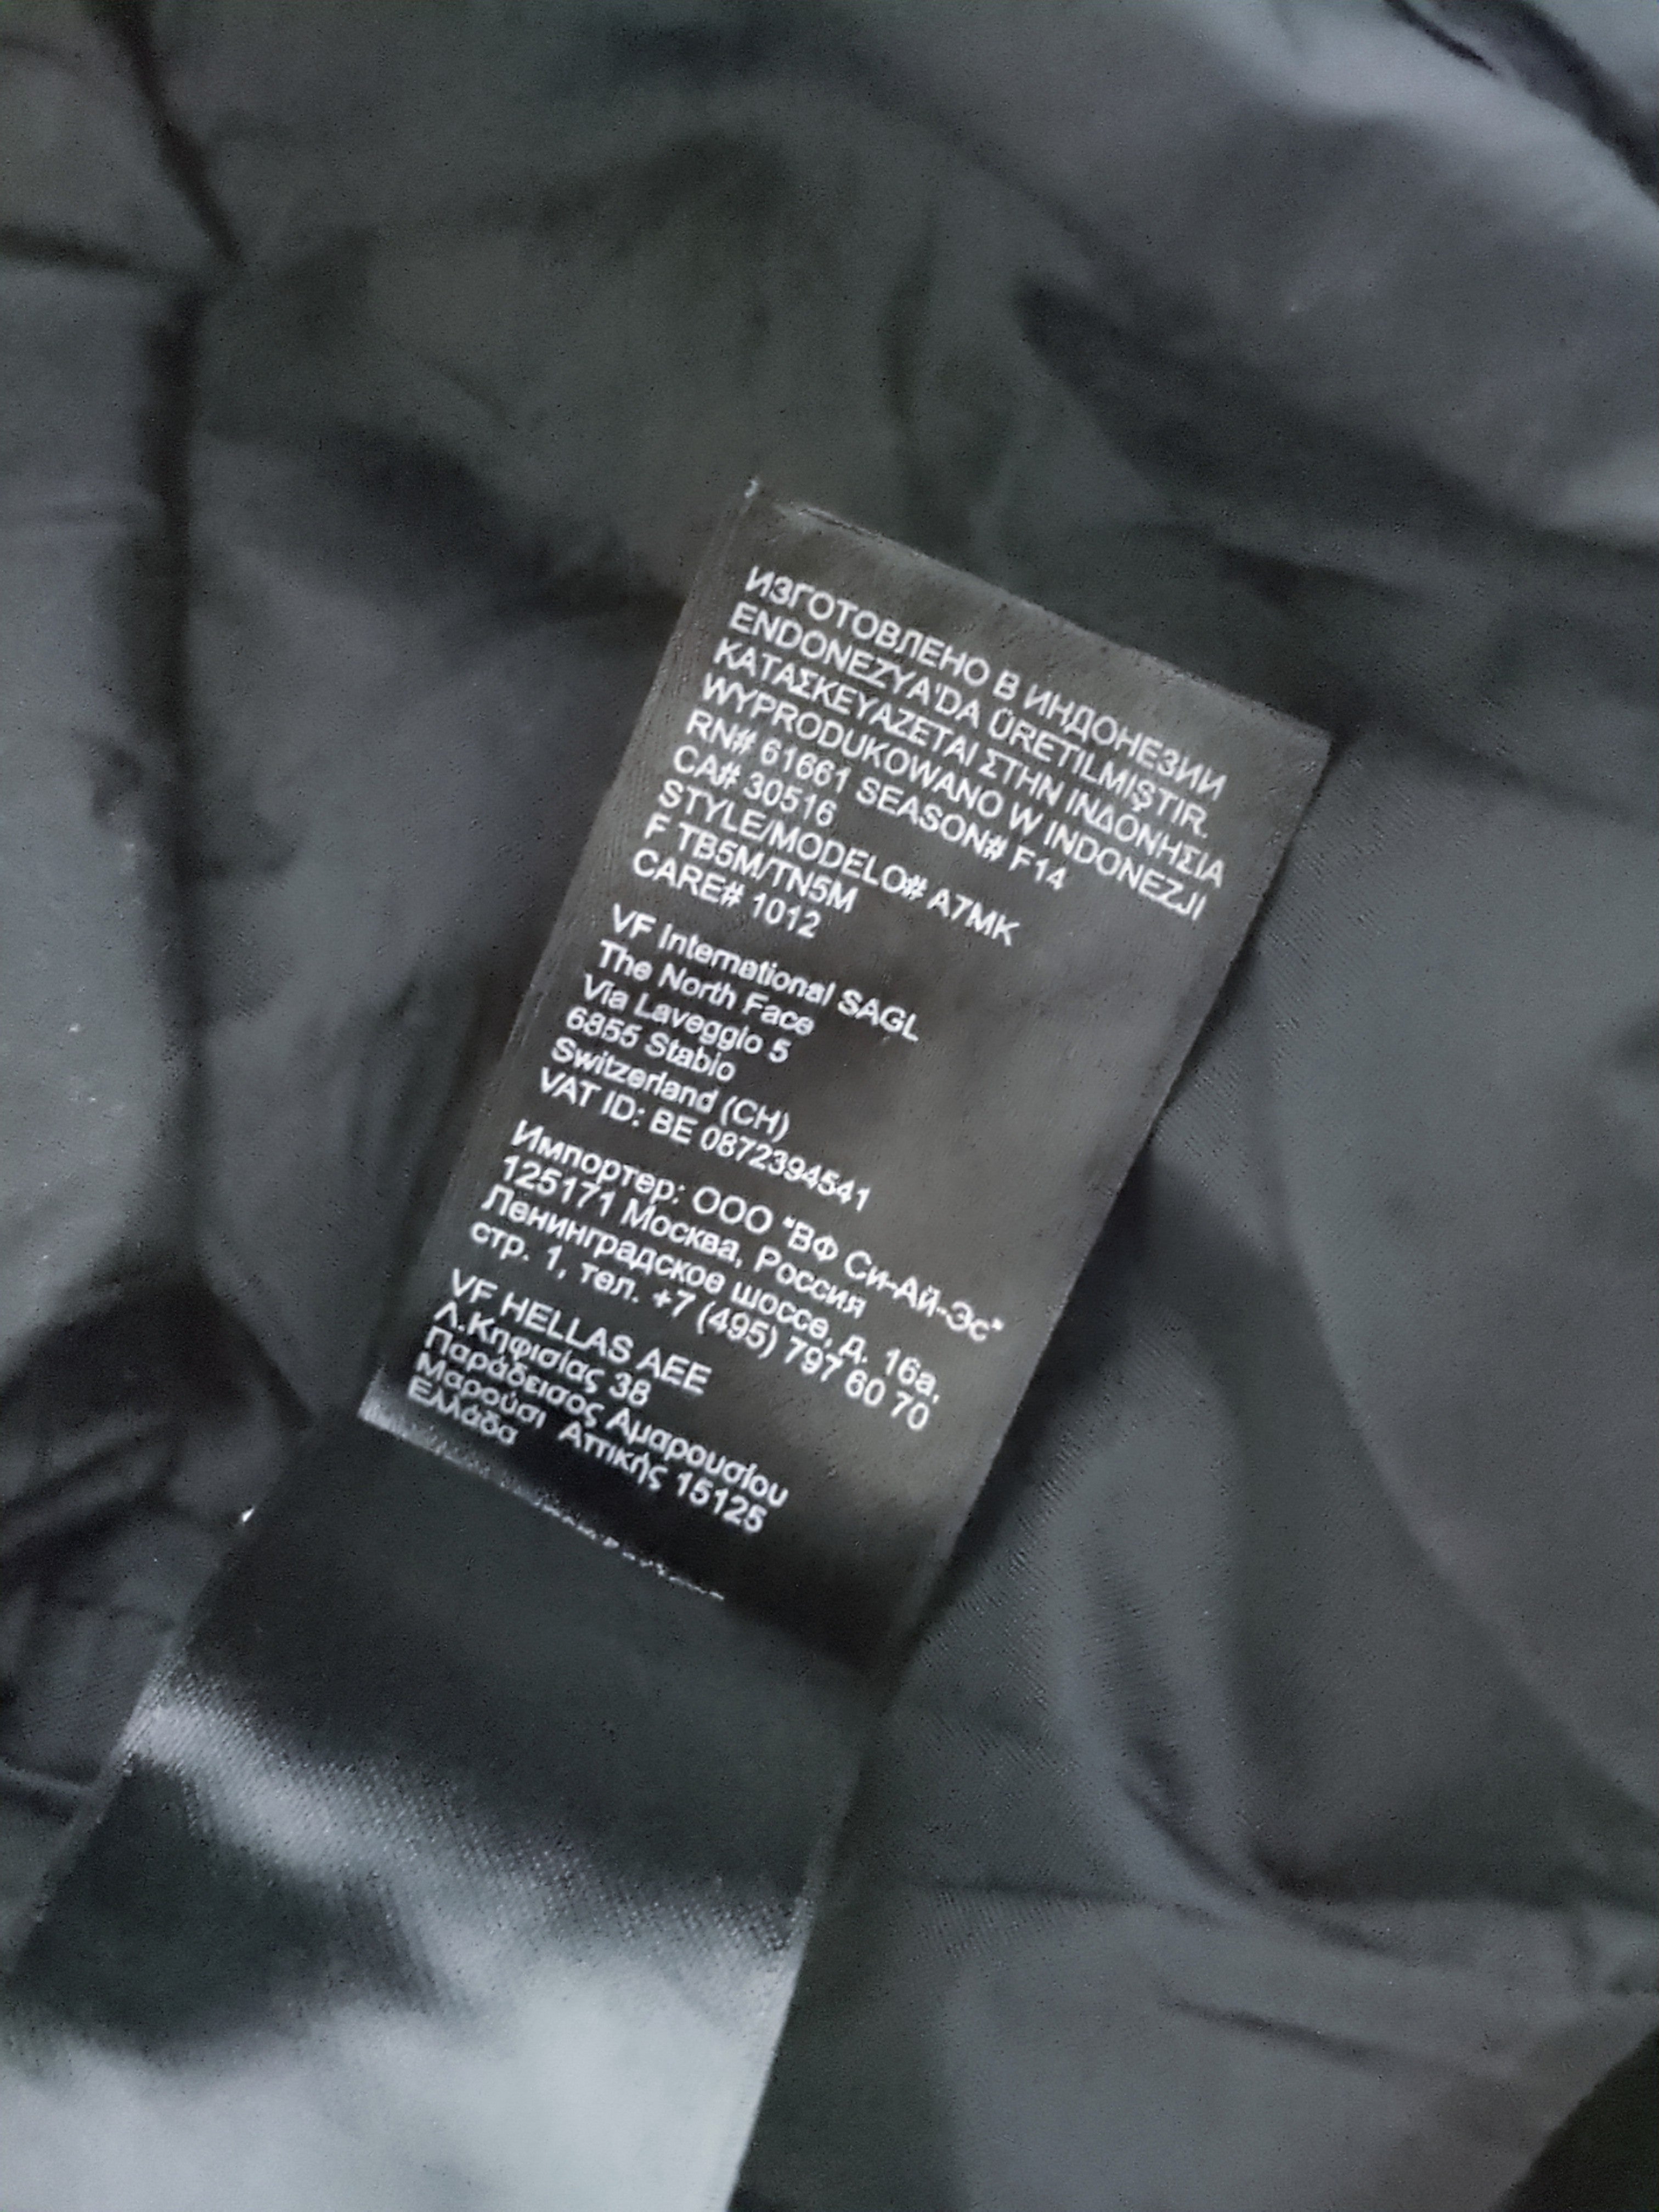 ИЗГОТОВЛЕНО В ИНДОНЕЗИИ
ENDONEZYA'DA ÜRETILMIŞTIR.
ΚΑΤΑΣΚΕΥΑΖΕΤΑΙ ΣΤΗΝ ΙΝΔΟΝΗΣΙΑ
WYPRODUKOWANO W INDONEZJI
RN# 61661 SEASON# F14
CA# 30516
STYLE/MODELO# A7MK
F TB5M/TN5M
CARE# 1012
VF International SAGL
The North Face
Via Laveggio 5
6855 Stabio
Switzerland (CH)
VAT ID: BE 0872394541
Импортер: ООО "ВФ Си-Ай-Эс"
125171 Москва, Россия
Ленинградское шоссе, д. 16а,
стр. 1, тел. +7 (495) 797 60 70
VF HELLAS AEE
Λ.Κηφισίας 38
Παράδεισος Αμαρουσίου
Μαρούσι Αττικής 15125
Ελλάδα